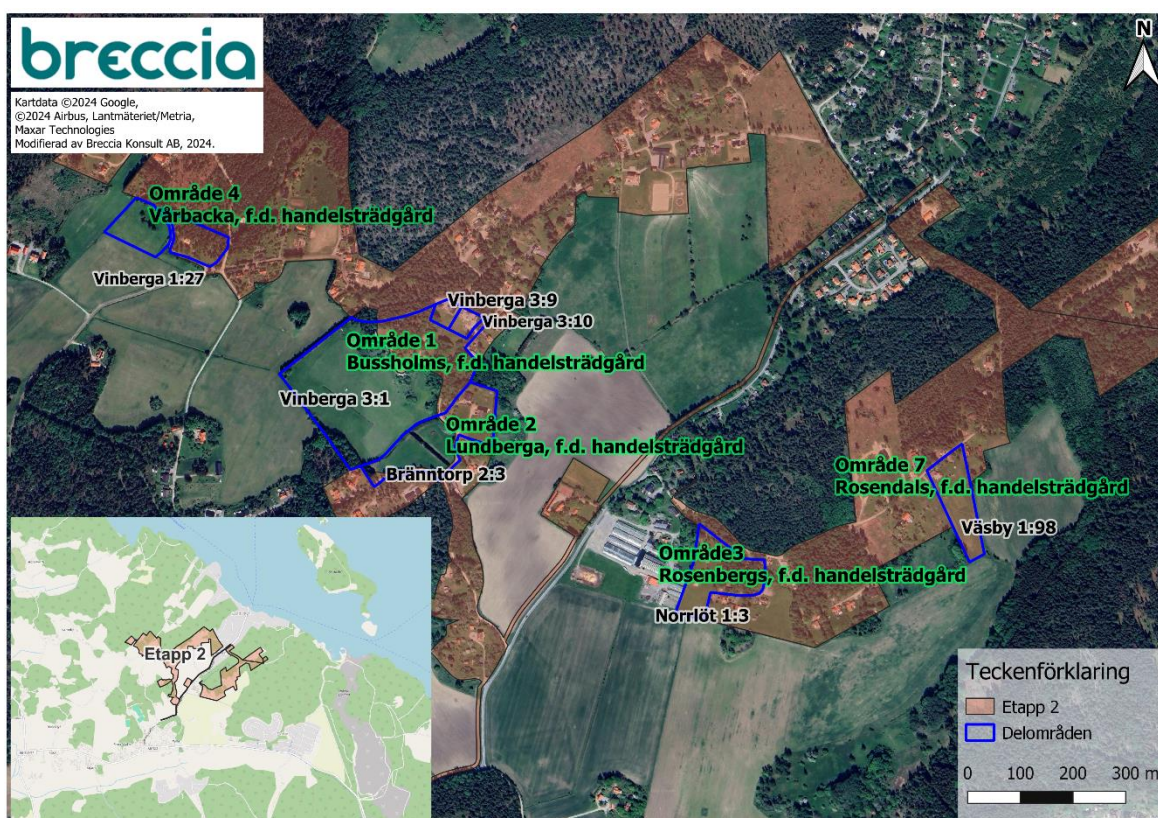 breccia
Kartdata ©2024 Google,
©2024 Airbus, Lantmäteriet/Metria,
Maxar Technologies
Modifierad av Breccia Konsult AB, 2024.
N
Område 4
Vårbacka, f.d. handelsträdgård
Vinberga 1:27
Vinberga 3:9
Vinberga 3:10
Område 1
Bussholms, f.d. handelsträdgård
Vinberga 3:1
Område 2
Lundberga, f.d. handelsträdgård
Bränntorp 2:3
Område 7
Rosendals, f.d. handelsträdgård
Väsby 1:98
Område3
Rosenbergs, f.d. handelsträdgård
Norrlöt 1:3
Etapp 2
Teckenförklaring
Etapp 2
Delområden
0 100 200 300 m